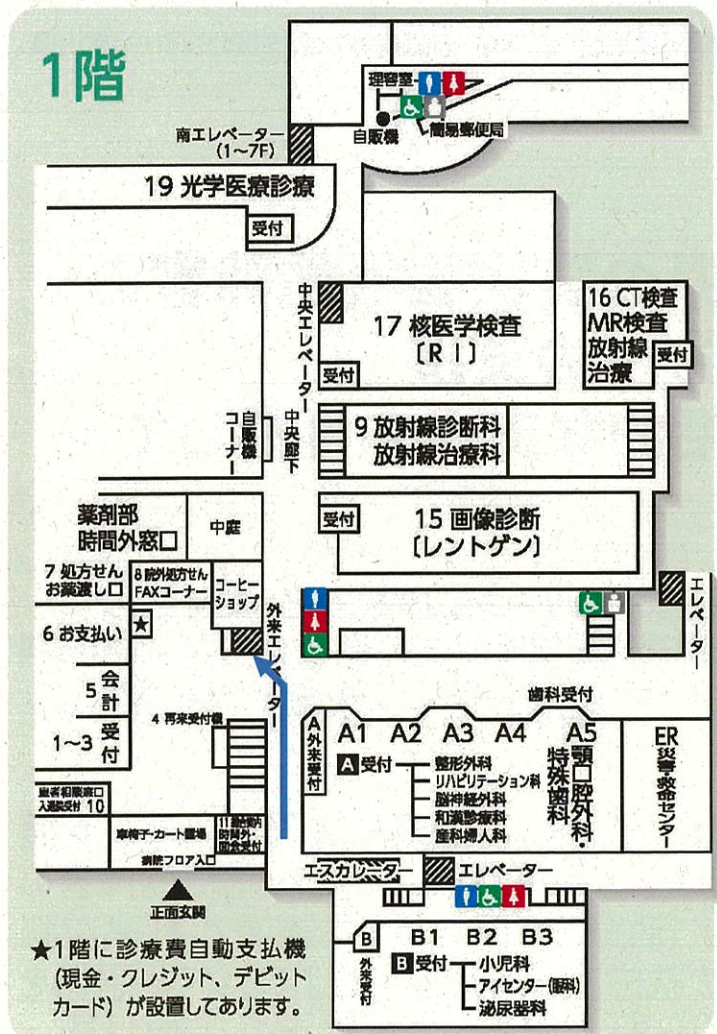 1階
理容室
自販機
簡易郵便局
南エレベーター
(1~7F)
19 光学医療診療
受付
中央エレベーター
17 核医学検査
〔RI〕
受付
16 CT検査
MR検査
放射線
治療
受付
自販機
コーナー
中央廊下
9 放射線診断科
放射線治療科
薬剤部
時間外窓口
中庭
受付
15 画像診断
〔レントゲン〕
7 処方せん
お薬渡し口
8 院外処方せん
FAXコーナー
コーヒー
ショップ
外来エレベーター
エレベーター
6 お支払い
★
5 会計
1~3 受付
4 再来受付機
歯科受付
A外来受付
A1
A2
A3
A4
A5
A 受付
整形外科
リハビリテーション科
脳神経外科
和漢診療科
産科婦人科
顎口腔外科・
特殊歯科
ER
災害・救命センター
患者相談窓口
入退院受付 10
車椅子・カート置場
11 総合案内
時間外・
面会受付
病院フロア入口
正面玄関
エスカレーター
エレベーター
B
外来受付
B1
B2
B3
B 受付
小児科
アイセンター(眼科)
泌尿器科
★1階に診療費自動支払機
(現金・クレジット、デビット
カード)が設置してあります。